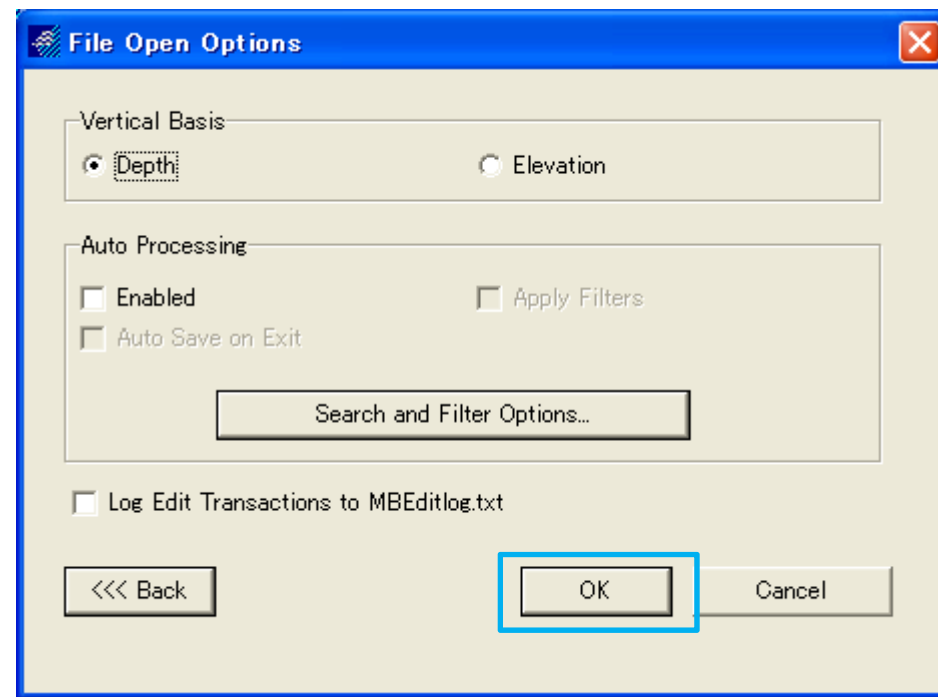 File Open Options
Vertical Basis
Depth Elevation
Auto Processing
Enabled Apply Filters
Auto Save on Exit
Search and Filter Options...
Log Edit Transactions to MBEditlog.txt
<<< Back OK Cancel